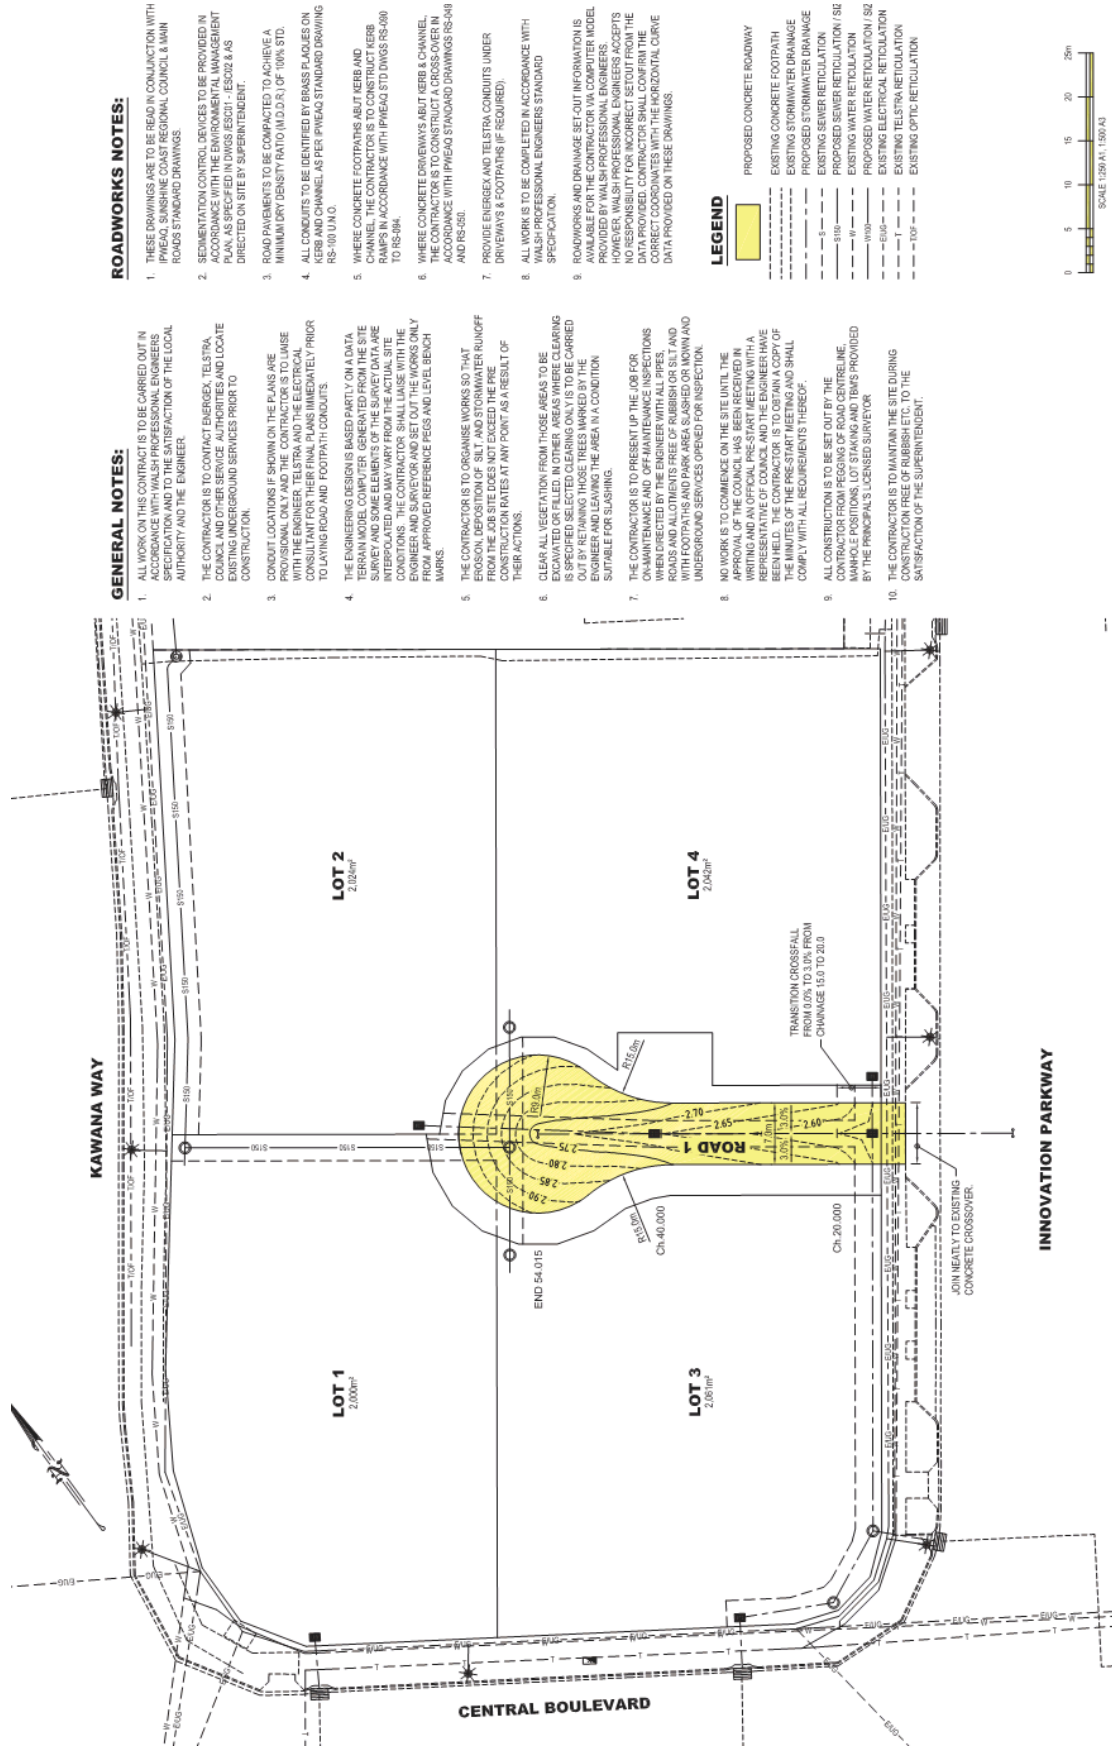 GENERAL NOTES:
1. ALL WORK ON THIS CONTRACT IS TO BE CARRIED OUT IN
ACCORDANCE WITH WALSH PROFESSIONAL ENGINEERS
SPECIFICATION AND TO THE SATISFACTION OF THE LOCAL
AUTHORITY AND THE ENGINEER.
2. THE CONTRACTOR IS TO CONTACT ENERGEX, TELSTRA,
COUNCIL AND OTHER SERVICE AUTHORITIES AND LOCATE
EXISTING UNDERGROUND SERVICES PRIOR TO
CONSTRUCTION.
3. CONDUIT LOCATIONS IF SHOWN ON THE PLANS ARE
PROVISIONAL ONLY AND THE CONTRACTOR IS TO LIAISE
WITH THE ENGINEER, TELSTRA AND THE ELECTRICAL
CONSULTANT FOR THEIR FINAL PLANS IMMEDIATELY PRIOR
TO LAYING ROAD AND FOOTPATH CONDUITS.
4. THE ENGINEERING DESIGN IS BASED PARTLY ON A DATA
TERRAIN MODEL COMPUTER GENERATED FROM THE SITE
SURVEY AND SOME ELEMENTS OF THE SURVEY DATA ARE
INTERPOLATED AND MAY VARY FROM THE ACTUAL SITE
CONDITIONS. THE CONTRACTOR SHALL LIAISE WITH THE
ENGINEER AND SURVEYOR AND SET OUT THE WORKS ONLY
FROM APPROVED REFERENCE PEGS AND LEVEL BENCH
MARKS.
5. THE CONTRACTOR IS TO ORGANISE WORKS SO THAT
EROSION, DEPOSITION OF SILT, AND STORMWATER RUNOFF
FROM THE JOB SITE DOES NOT EXCEED THE PRE
CONSTRUCTION RATES AT ANY POINT AS A RESULT OF
THEIR ACTIONS.
6. CLEAR ALL VEGETATION FROM THOSE AREAS TO BE
EXCAVATED OR FILLED. IN OTHER AREAS WHERE CLEARING
IS SPECIFIED SELECTED CLEARING ONLY IS TO BE CARRIED
OUT BY RETAINING THOSE TREES MARKED BY THE
ENGINEER AND LEAVING THE AREA IN A CONDITION
SUITABLE FOR SLASHING.
7. THE CONTRACTOR IS TO PRESENT UP THE JOB FOR
ON-MAINTENANCE AND OFF-MAINTENANCE INSPECTIONS
WHEN DIRECTED BY THE ENGINEER WITH ALL PIPES,
ROADS AND ALLOTMENTS FREE OF RUBBISH OR SILT AND
WITH FOOTPATHS AND PARK AREA SLASHED OR MOWN AND
UNDERGROUND SERVICES OPENED FOR INSPECTION.
8. NO WORK IS TO COMMENCE ON THE SITE UNTIL THE
APPROVAL OF THE COUNCIL HAS BEEN RECEIVED IN
WRITING AND AN OFFICIAL PRE-START MEETING WITH A
REPRESENTATIVE OF COUNCIL AND THE ENGINEER HAVE
BEEN HELD. THE CONTRACTOR IS TO OBTAIN A COPY OF
THE MINUTES OF THE PRE-START MEETING AND SHALL
COMPLY WITH ALL REQUIREMENTS THEREOF.
9. ALL CONSTRUCTION IS TO BE SET OUT BY THE
CONTRACTOR FROM PEGGING OF ROAD CENTRELINE,
MANHOLE POSITIONS, LOT STAKING AND TBM'S PROVIDED
BY THE PRINCIPAL'S LICENSED SURVEYOR
10. THE CONTRACTOR IS TO MAINTAIN THE SITE DURING
CONSTRUCTION FREE OF RUBBISH ETC. TO THE
SATISFACTION OF THE SUPERINTENDENT.
ROADWORKS NOTES:
1. THESE DRAWINGS ARE TO BE READ IN CONJUNCTION WITH
IPWEAQ, SUNSHINE COAST REGIONAL COUNCIL & MAIN
ROADS STANDARD DRAWINGS.
2. SEDIMENTATION CONTROL DEVICES TO BE PROVIDED IN
ACCORDANCE WITH THE ENVIRONMENTAL MANAGEMENT
PLAN, AS SPECIFIED IN DWGS /ESC01 - /ESC02 & AS
DIRECTED ON SITE BY SUPERINTENDENT.
3. ROAD PAVEMENTS TO BE COMPACTED TO ACHIEVE A
MINIMUM DRY DENSITY RATIO (M.D.D.R.) OF 100% STD.
4. ALL CONDUITS TO BE IDENTIFIED BY BRASS PLAQUES ON
KERB AND CHANNEL AS PER IPWEAQ STANDARD DRAWING
RS-100 U.N.O.
5. WHERE CONCRETE FOOTPATHS ABUT KERB AND
CHANNEL, THE CONTRACTOR IS TO CONSTRUCT KERB
RAMPS IN ACCORDANCE WITH IPWEAQ STD DWGS RS-090
TO RS-094.
6. WHERE CONCRETE DRIVEWAYS ABUT KERB & CHANNEL,
THE CONTRACTOR IS TO CONSTRUCT A CROSS-OVER IN
ACCORDANCE WITH IPWEAQ STANDARD DRAWINGS RS-049
AND RS-050.
7. PROVIDE ENERGEX AND TELSTRA CONDUITS UNDER
DRIVEWAYS & FOOTPATHS (IF REQUIRED).
8. ALL WORK IS TO BE COMPLETED IN ACCORDANCE WITH
WALSH PROFESSIONAL ENGINEERS STANDARD
SPECIFICATION.
9. ROADWORKS AND DRAINAGE SET-OUT INFORMATION IS
AVAILABLE FOR THE CONTRACTOR VIA COMPUTER MODEL
PROVIDED BY WALSH PROFESSIONAL ENGINEERS.
HOWEVER, WALSH PROFESSIONAL ENGINEERS ACCEPTS
NO RESPONSIBILITY FOR INCORRECT SETOUT FROM THE
DATA PROVIDED. CONTRACTOR SHALL CONFIRM THE
CORRECT COORDINATES WITH THE HORIZONTAL CURVE
DATA PROVIDED ON THESE DRAWINGS.
LEGEND
PROPOSED CONCRETE ROADWAY
EXISTING CONCRETE FOOTPATH
EXISTING STORMWATER DRAINAGE
PROPOSED STORMWATER DRAINAGE
S EXISTING SEWER RETICULATION
S150 PROPOSED SEWER RETICULATION / SIZE
W EXISTING WATER RETICULATION
W100 PROPOSED WATER RETICULATION / SIZE
E/UG EXISTING ELECTRICAL RETICULATION
T EXISTING TELSTRA RETICULATION
T/OF EXISTING OPTIC RETICULATION
0 5 10 15 20 25m
SCALE 1:250 A1, 1:500 A3
KAWANA WAY
LOT 1
2,000m²
LOT 2
2,024m²
LOT 3
2,061m²
LOT 4
2,042m²
END 54.015
Ch.40.000
Ch.20.000
R15.0m
R15.0m
R9.0m
ROAD 1
7.0m
3.0%
3.0%
2.60
2.65
2.70
2.75
2.80
2.85
2.90
TRANSITION CROSSFALL
FROM 0.0% TO 3.0% FROM
CHAINAGE 15.0 TO 20.0
JOIN NEATLY TO EXISTING
CONCRETE CROSSOVER.
INNOVATION PARKWAY
CENTRAL BOULEVARD